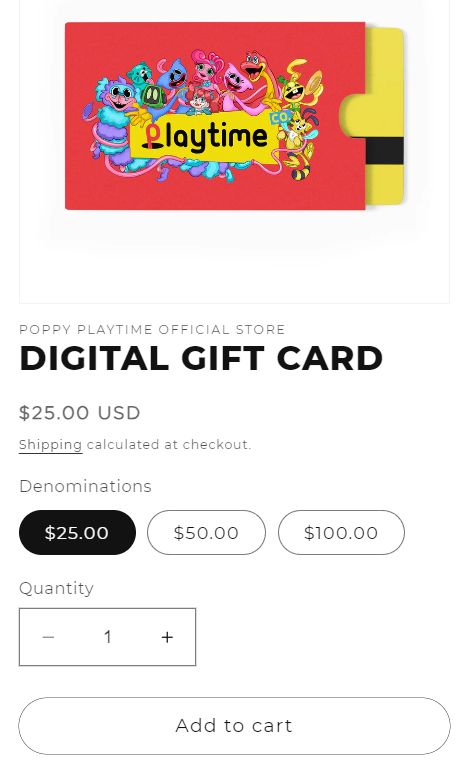 Playtime
CO.
POPPY PLAYTIME OFFICIAL STORE
DIGITAL GIFT CARD
$25.00 USD
Shipping calculated at checkout.
Denominations
$25.00 $50.00 $100.00
Quantity
− 1 +
Add to cart